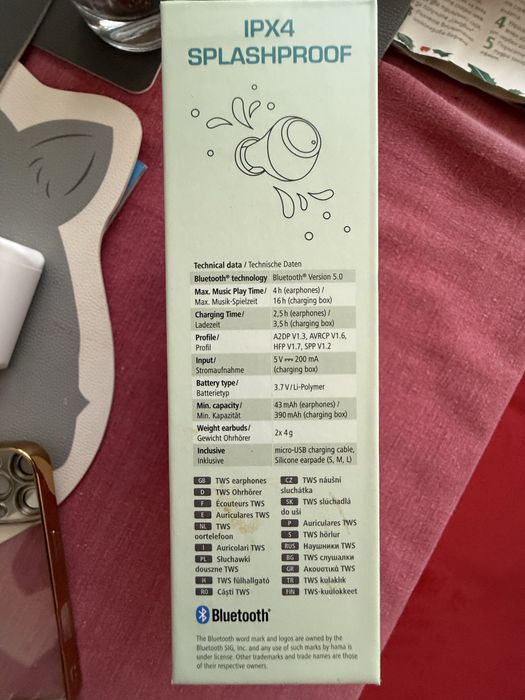 IPX4
SPLASHPROOF
4
5
Technical data / Technische Daten
Bluetooth® technology Bluetooth® Version 5.0
Max. Music Play Time/ 4 h (earphones) /
Max. Musik-Spielzeit 16 h (charging box)
Charging Time/ 2,5 h (earphones) /
Ladezeit 3,5 h (charging box)
Profile/ A2DP V1.3, AVRCP V1.6,
Profil HFP V1.7, SPP V1.2
Input/ 5 V⎓ 200 mA
Stromaufnahme (charging box)
Battery type/ 3.7 V / Li-Polymer
Batterietyp
Min. capacity/ 43 mAh (earphones) /
Min. Kapazität 390 mAh (charging box)
Weight earbuds/ 2x 4 g
Gewicht Ohrhörer
Inclusive micro-USB charging cable,
Inklusive Silicone earpade (S, M, L)
GB TWS earphones
D TWS Ohrhörer
F Écouteurs TWS
E Auriculares TWS
NL TWS
oortelefoon
I Auricolari TWS
PL Słuchawki
douszne TWS
H TWS fülhallgató
RO Căști TWS
CZ TWS náušní
sluchátka
SK TWS slúchadlá
do uší
P Auriculares TWS
S TWS hörlur
RUS Наушники TWS
BG TWS слушалки
GR Ακουστικά TWS
TR TWS kulaklık
FIN TWS-kuulokkeet
Bluetooth®
The Bluetooth word mark and logos are owned by the
Bluetooth SIG, Inc. and any use of such marks by hama is
under license. Other trademarks and trade names are those
of their respective owners.